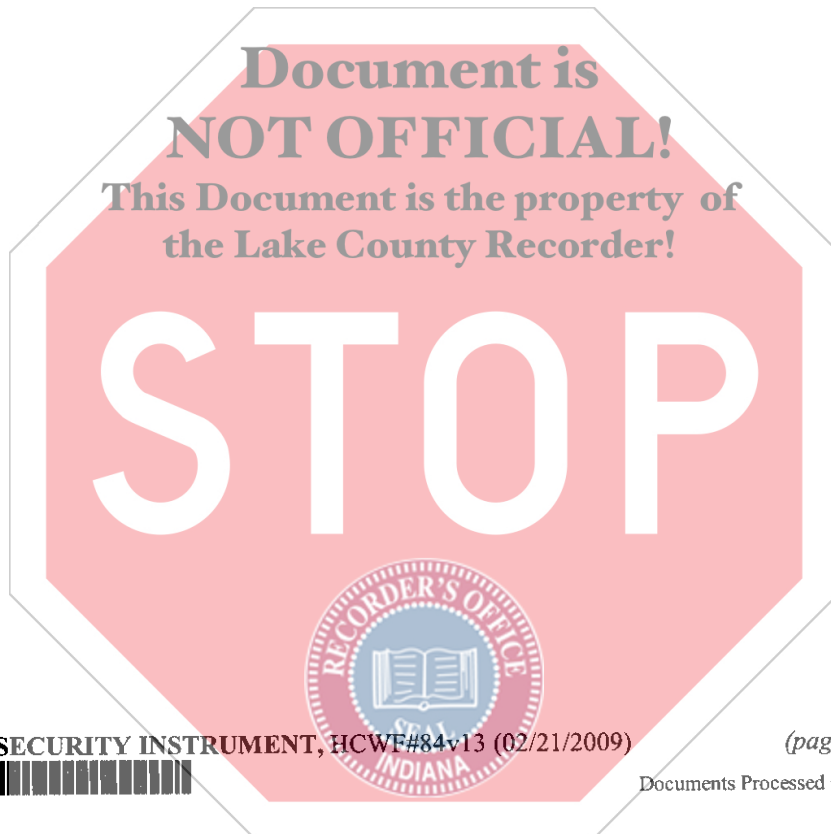 Document is
NOT OFFICIAL!
This Document is the property of
the Lake County Recorder!
STOP
RECORDER'S OFFICE
SEAL
INDIANA
SECURITY INSTRUMENT, HCWF#84v13 (02/21/2009) (pag
Documents Processed